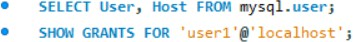 SELECT User, Host FROM mysql.user;
SHOW GRANTS FOR 'user1'@'localhost';